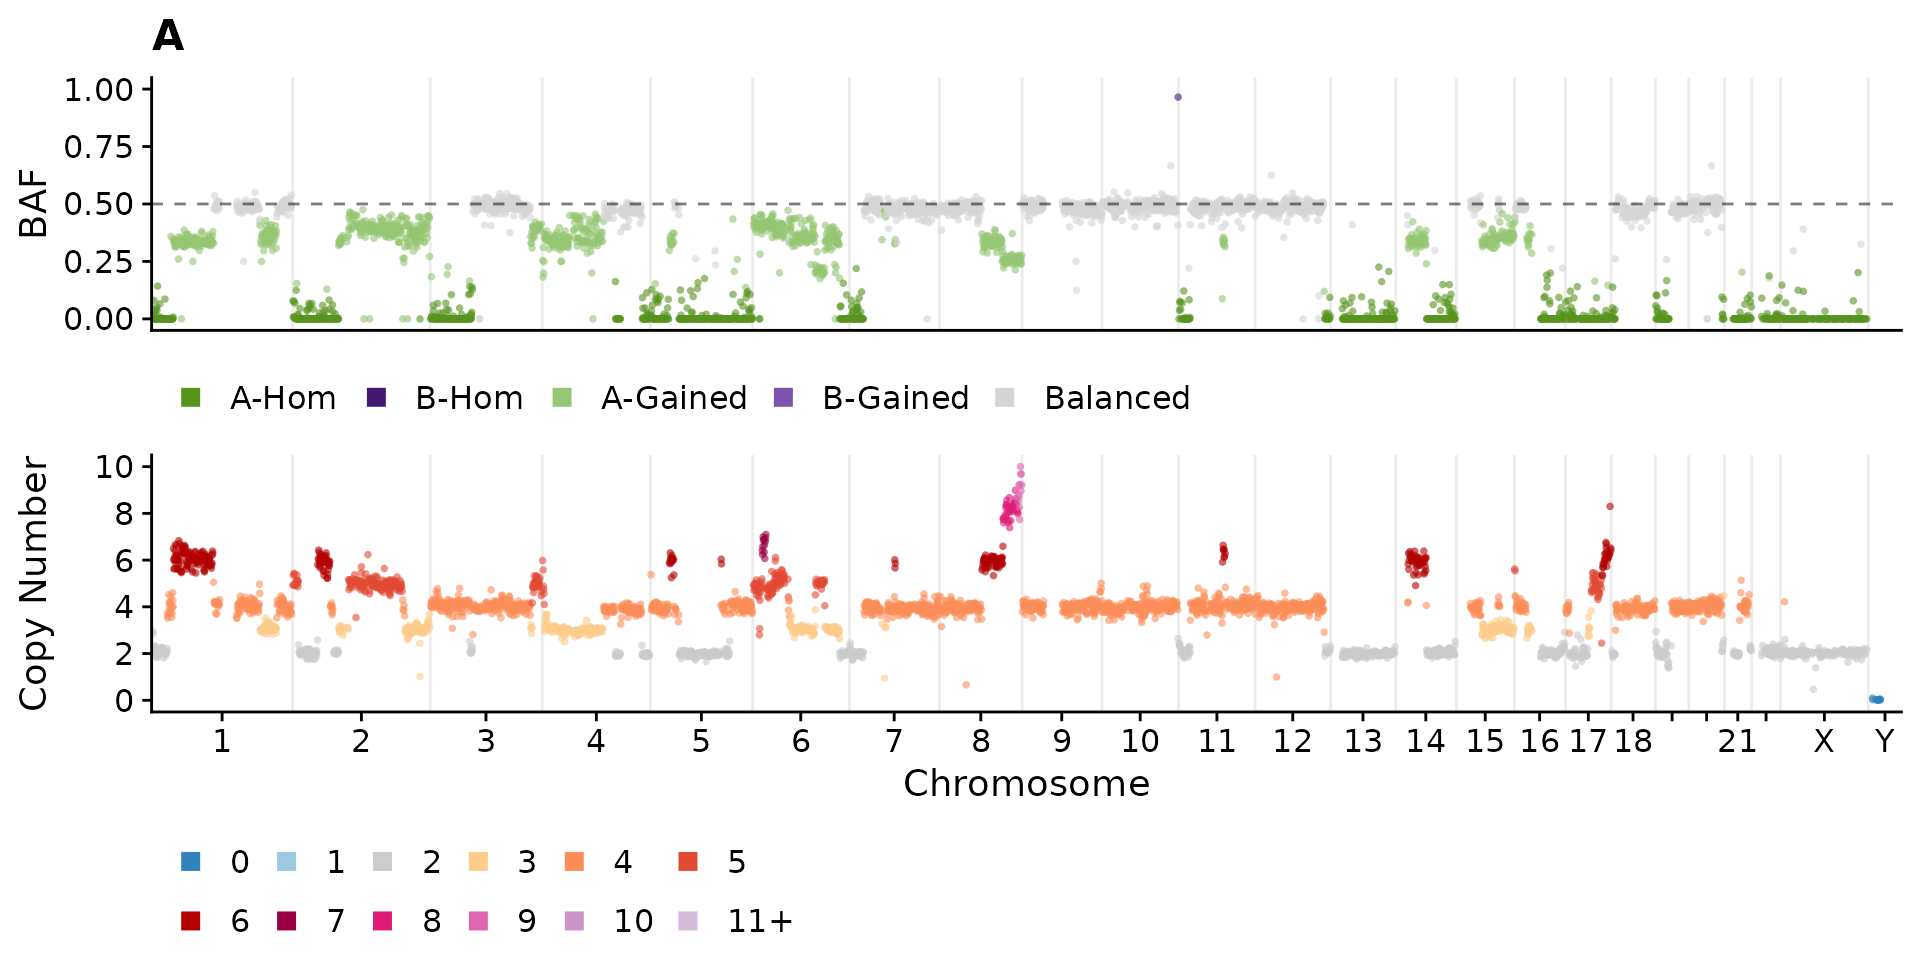 A
BAF
1.00
0.75
0.50
0.25
0.00
A-Hom B-Hom A-Gained B-Gained Balanced
Copy Number
10
8
6
4
2
0
1 2 3 4 5 6 7 8 9 10 11 12 13 14 15 16 17 18 21 X Y
Chromosome
0 1 2 3 4 5
6 7 8 9 10 11+